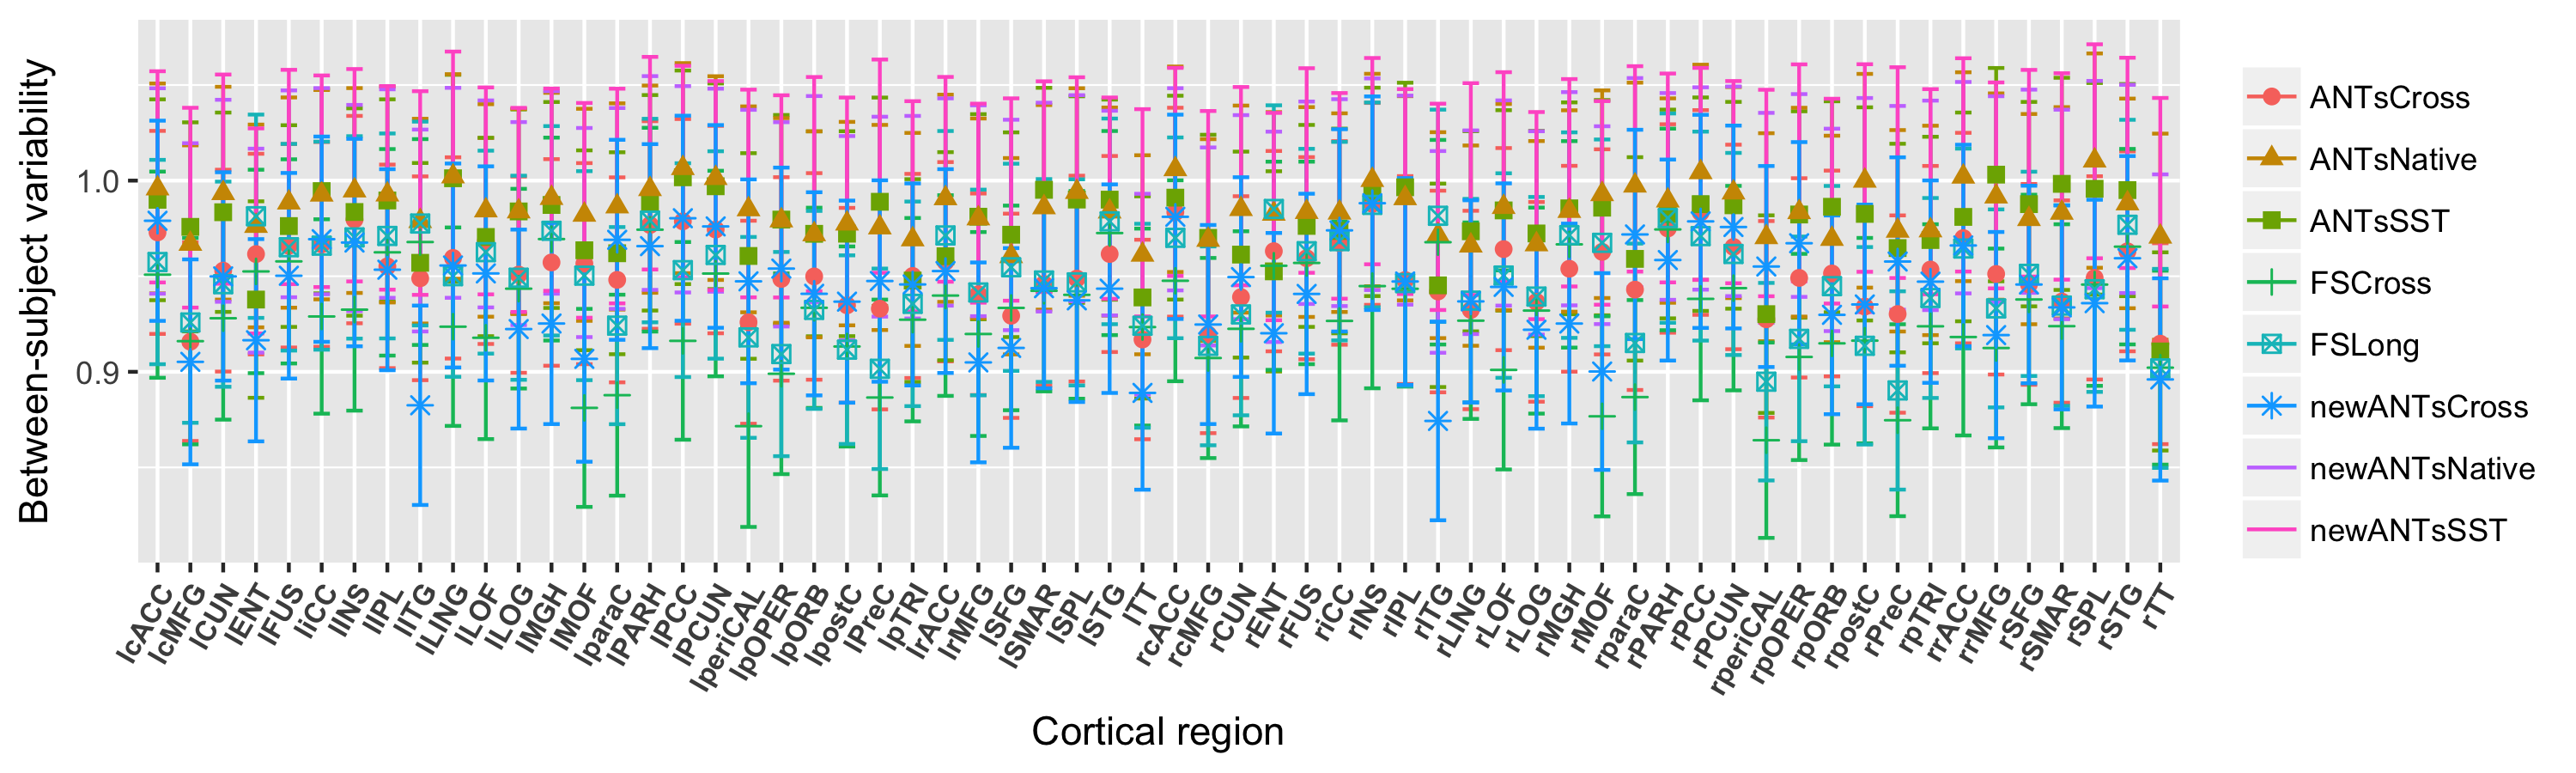 Between-subject variability
1.0
0.9
lcACC
lcMFG
lCUN
lENT
lFUS
liCC
lINS
lIPL
lITG
lLING
lLOF
lLOG
lMGH
lMOF
lparaC
lPARH
lPCC
lPCUN
lperiCAL
lpOPER
lpORB
lpostC
lPreC
lpTRI
lrACC
lrMFG
lSFG
lSMAR
lSPL
lSTG
lTT
rcACC
rcMFG
rCUN
rENT
rFUS
riCC
rINS
rIPL
rITG
rLING
rLOF
rLOG
rMGH
rMOF
rparaC
rPARH
rPCC
rPCUN
rperiCAL
rpOPER
rpORB
rpostC
rPreC
rpTRI
rrACC
rrMFG
rSFG
rSMAR
rSPL
rSTG
rTT
Cortical region
ANTsCross
ANTsNative
ANTsSST
FSCross
FSLong
newANTsCross
newANTsNative
newANTsSST